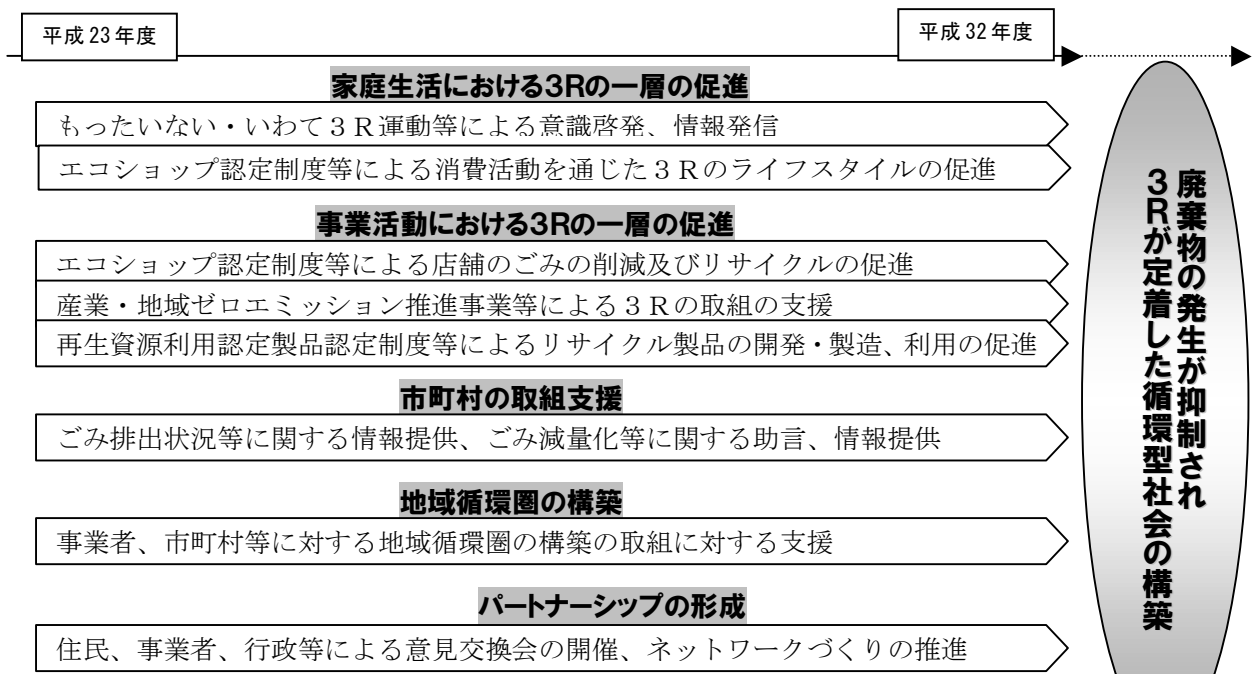 平成23年度
平成32年度
家庭生活における3Rの一層の促進
もったいない・いわて３Ｒ運動等による意識啓発、情報発信
エコショップ認定制度等による消費活動を通じた３Ｒのライフスタイルの促進
事業活動における3Rの一層の促進
エコショップ認定制度等による店舗のごみの削減及びリサイクルの促進
産業・地域ゼロエミッション推進事業等による３Ｒの取組の支援
再生資源利用認定製品認定制度等によるリサイクル製品の開発・製造、利用の促進
市町村の取組支援
ごみ排出状況等に関する情報提供、ごみ減量化等に関する助言、情報提供
地域循環圏の構築
事業者、市町村等に対する地域循環圏の構築の取組に対する支援
パートナーシップの形成
住民、事業者、行政等による意見交換会の開催、ネットワークづくりの推進
廃棄物の発生が抑制され
３Ｒが定着した循環型社会の構築